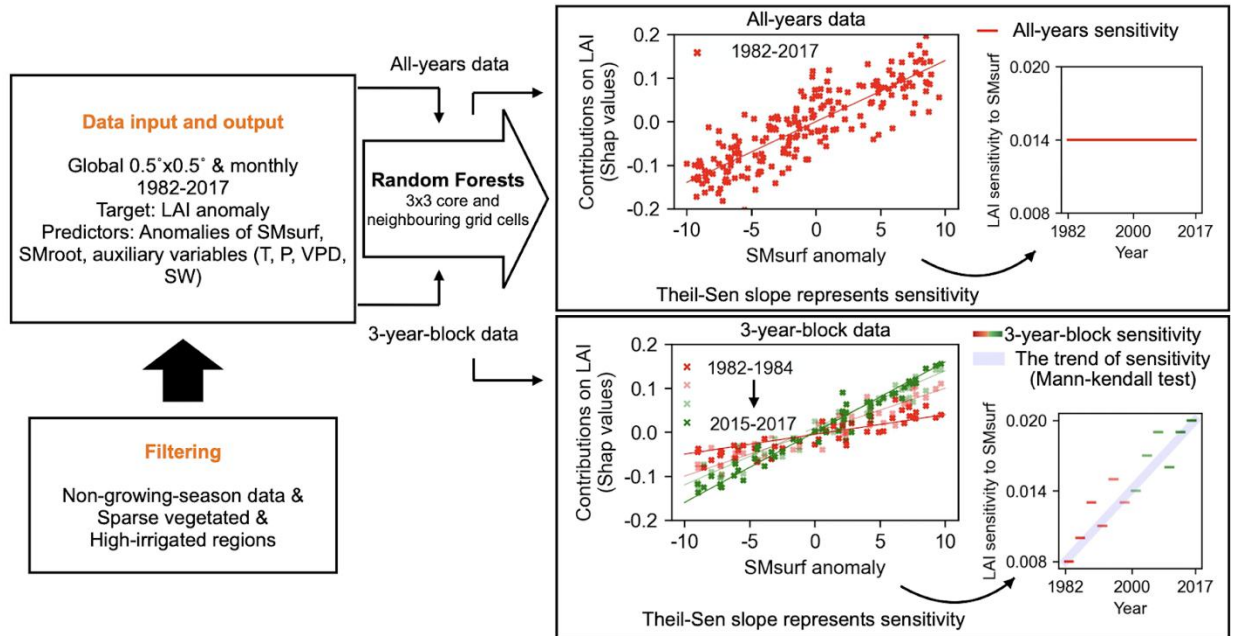 Data input and output
Global 0.5˚x0.5˚ & monthly
1982-2017
Target: LAI anomaly
Predictors: Anomalies of SMsurf,
SMroot, auxiliary variables (T, P, VPD,
SW)
Filtering
Non-growing-season data &
Sparse vegetated &
High-irrigated regions
All-years data
Random Forests
3x3 core and
neighbouring grid cells
3-year-block data
All-years data
1982-2017
Contributions on LAI
(Shap values)
0.2
0.1
0.0
-0.1
-0.2
-10
-5
0
5
10
SMsurf anomaly
All-years sensitivity
LAI sensitivity to SMsurf
0.020
0.014
0.008
1982
2000
2017
Year
Theil-Sen slope represents sensitivity
3-year-block data
1982-1984
2015-2017
Contributions on LAI
(Shap values)
0.2
0.1
0.0
-0.1
-0.2
-10
-5
0
5
10
SMsurf anomaly
3-year-block sensitivity
The trend of sensitivity
(Mann-kendall test)
LAI sensitivity to SMsurf
0.020
0.014
0.008
1982
2000
2017
Year
Theil-Sen slope represents sensitivity